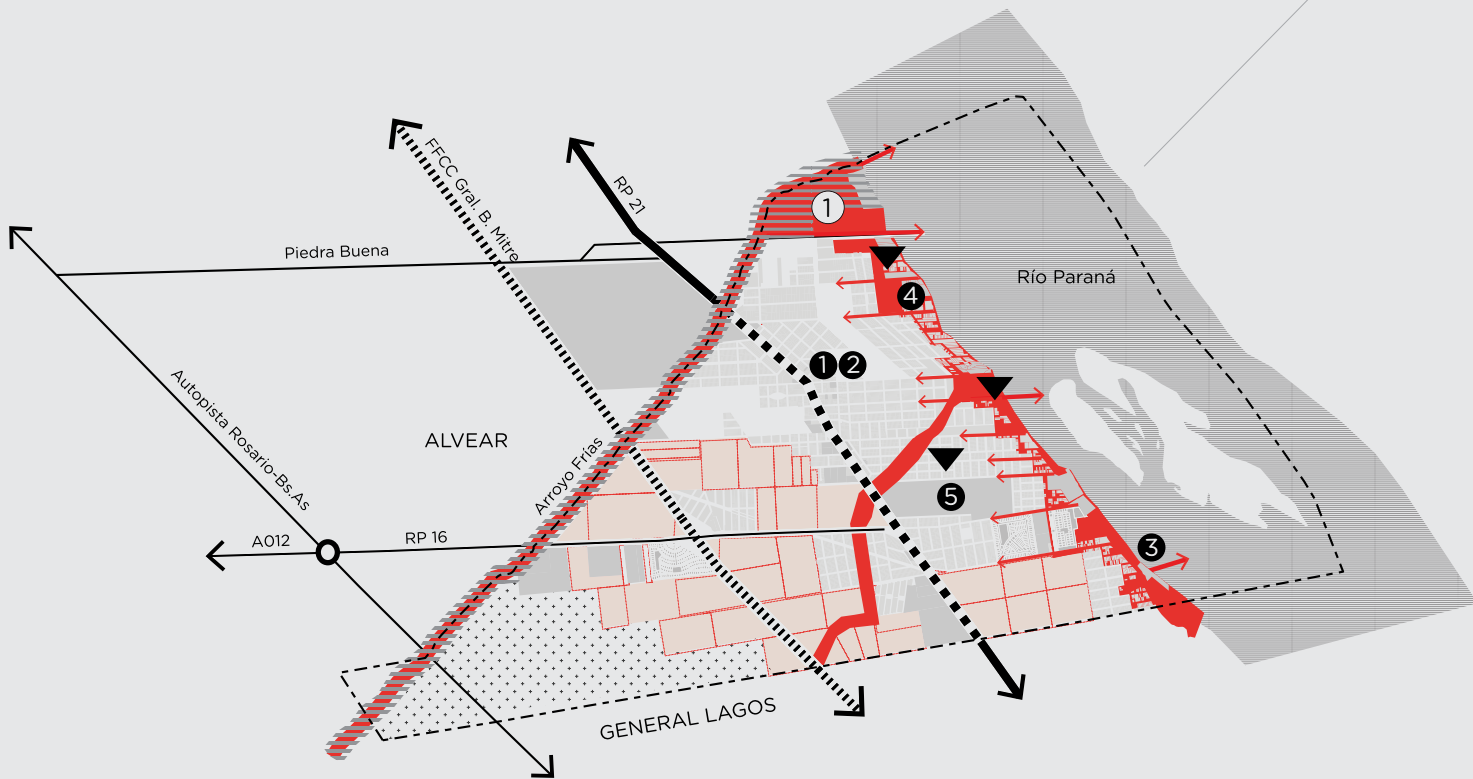 FFCC Gral. B. Mitre
RP 21
1
Piedra Buena
Río Paraná
4
1 2
Autopista Rosario-Bs.As
ALVEAR
Arroyo Frías
5
A012
RP 16
3
GENERAL LAGOS